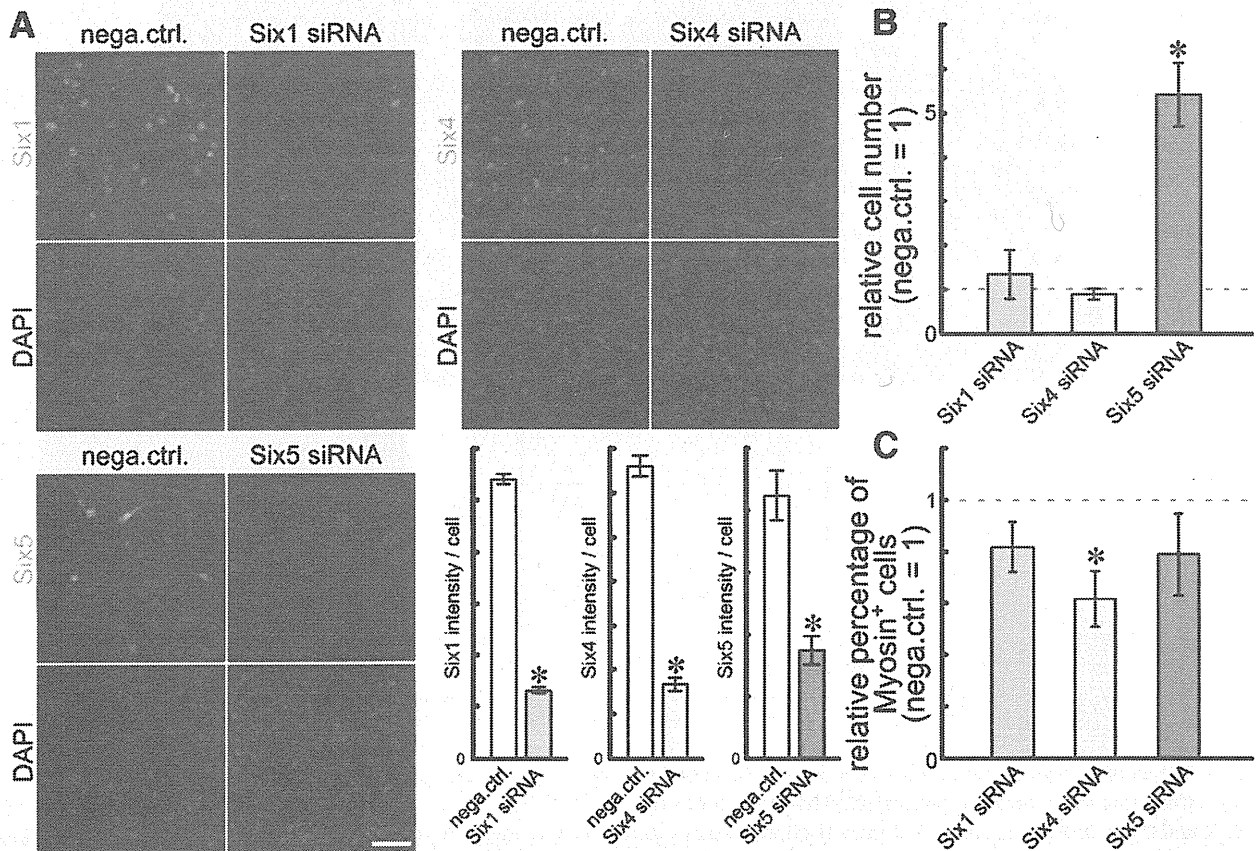 A
nega.ctrl. Six1 siRNA
Six1
DAPI
nega.ctrl. Six4 siRNA
Six4
DAPI
nega.ctrl. Six5 siRNA
Six5
DAPI
Six1 intensity / cell
0
*
nega.ctrl.
Six1 siRNA
Six4 intensity / cell
0
*
nega.ctrl.
Six4 siRNA
Six5 intensity / cell
0
*
nega.ctrl.
Six5 siRNA
B
relative cell number
(nega.ctrl. = 1)
5
0
*
Six1 siRNA
Six4 siRNA
Six5 siRNA
C
relative percentage of
Myosin+ cells
(nega.ctrl. = 1)
1
0
*
Six1 siRNA
Six4 siRNA
Six5 siRNA